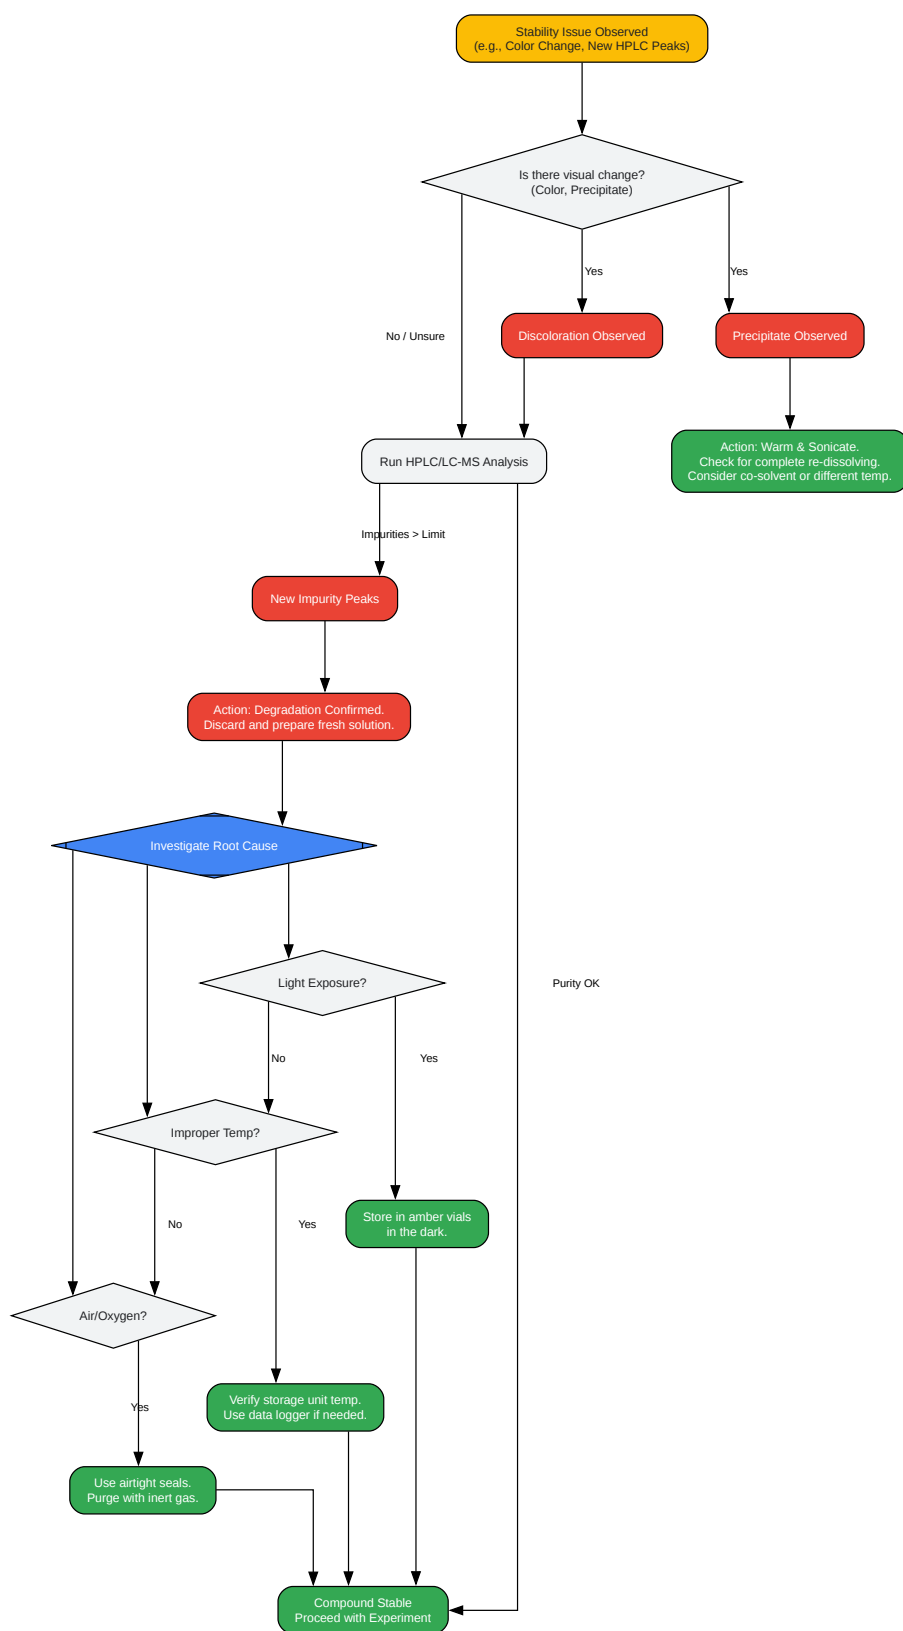 Stability Issue Observed
(e.g., Color Change, New HPLC Peaks)
Is there visual change?
(Color, Precipitate)
Yes
Yes
No / Unsure
Discoloration Observed
Precipitate Observed
Run HPLC/LC-MS Analysis
Action: Warm & Sonicate.
Check for complete re-dissolving.
Consider co-solvent or different temp.
Impurities > Limit
New Impurity Peaks
Action: Degradation Confirmed.
Discard and prepare fresh solution.
Investigate Root Cause
Light Exposure?
Purity OK
No
Yes
Improper Temp?
No
Yes
Store in amber vials
in the dark.
Air/Oxygen?
Yes
Verify storage unit temp.
Use data logger if needed.
Use airtight seals.
Purge with inert gas.
Compound Stable
Proceed with Experiment